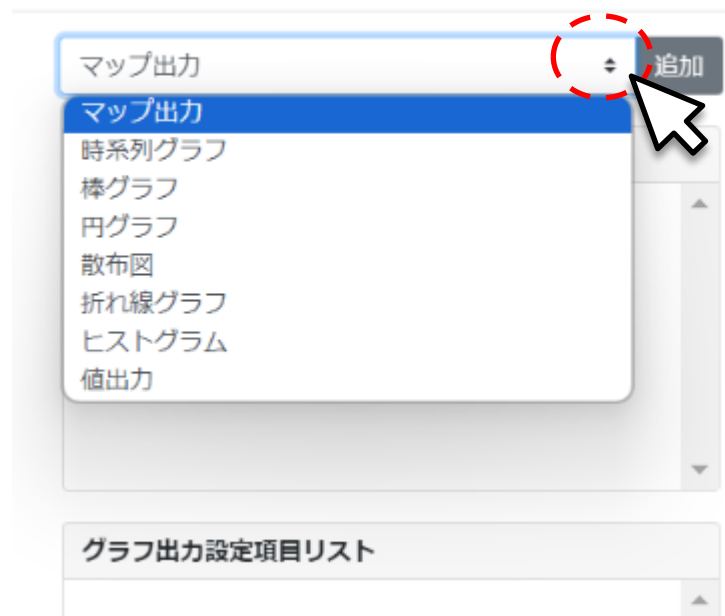 マップ出力 追加
マップ出力
時系列グラフ
棒グラフ
円グラフ
散布図
折れ線グラフ
ヒストグラム
値出力
グラフ出力設定項目リスト